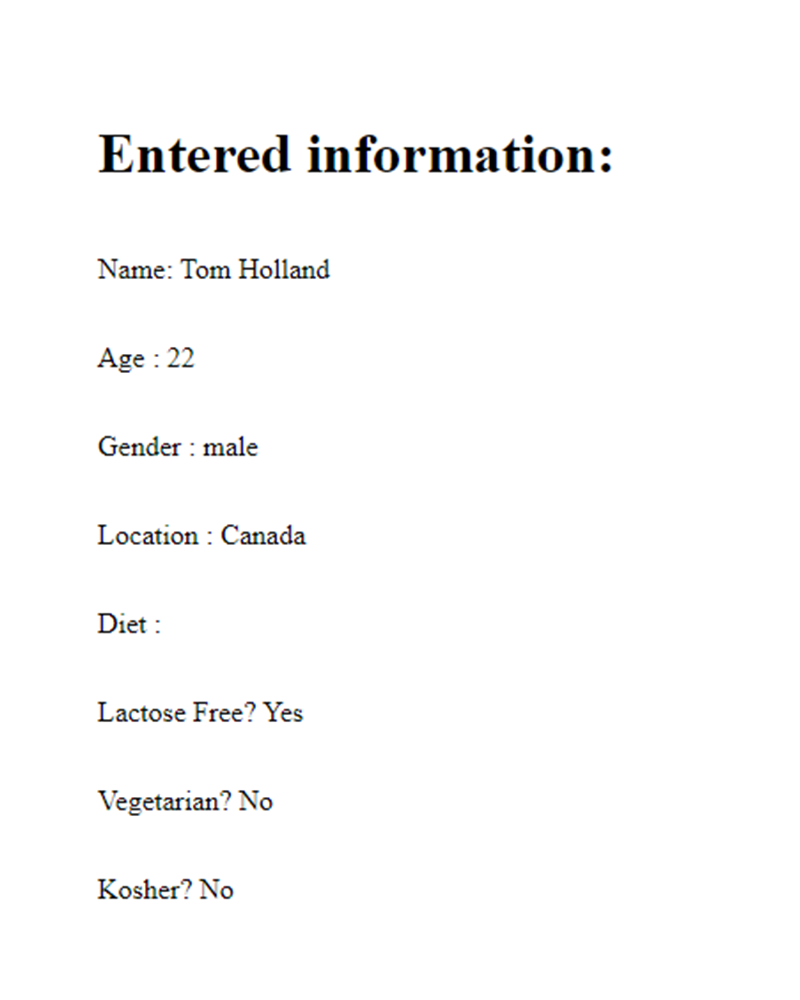 Entered information:
Name: Tom Holland
Age : 22
Gender : male
Location : Canada
Diet :
Lactose Free? Yes
Vegetarian? No
Kosher? No